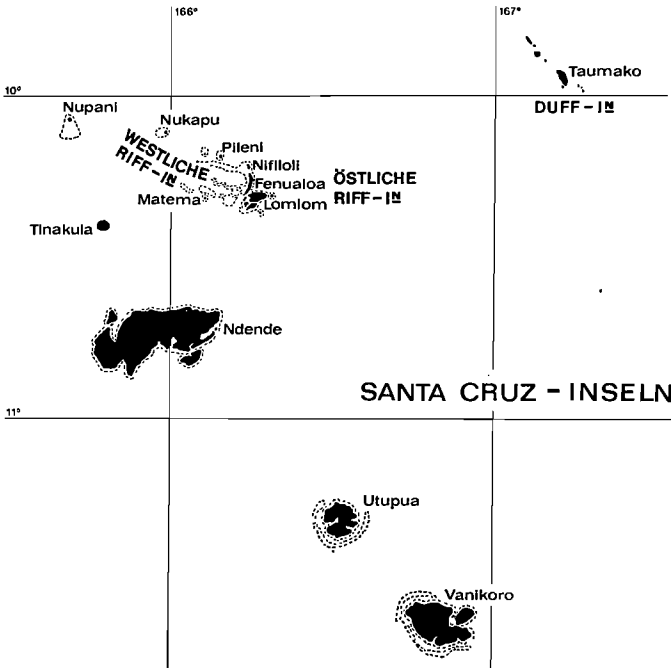 166°
167°
Taumako
10°
DUFF-IN
Nupani
Nukapu
Pileni
WESTLICHE
RIFF-IN
Nifiloli
Fenualoa
ÖSTLICHE
RIFF-IN
Matema
Lomlom
Tinakula
Ndende
SANTA CRUZ-INSELN
11°
Utupua
Vanikoro